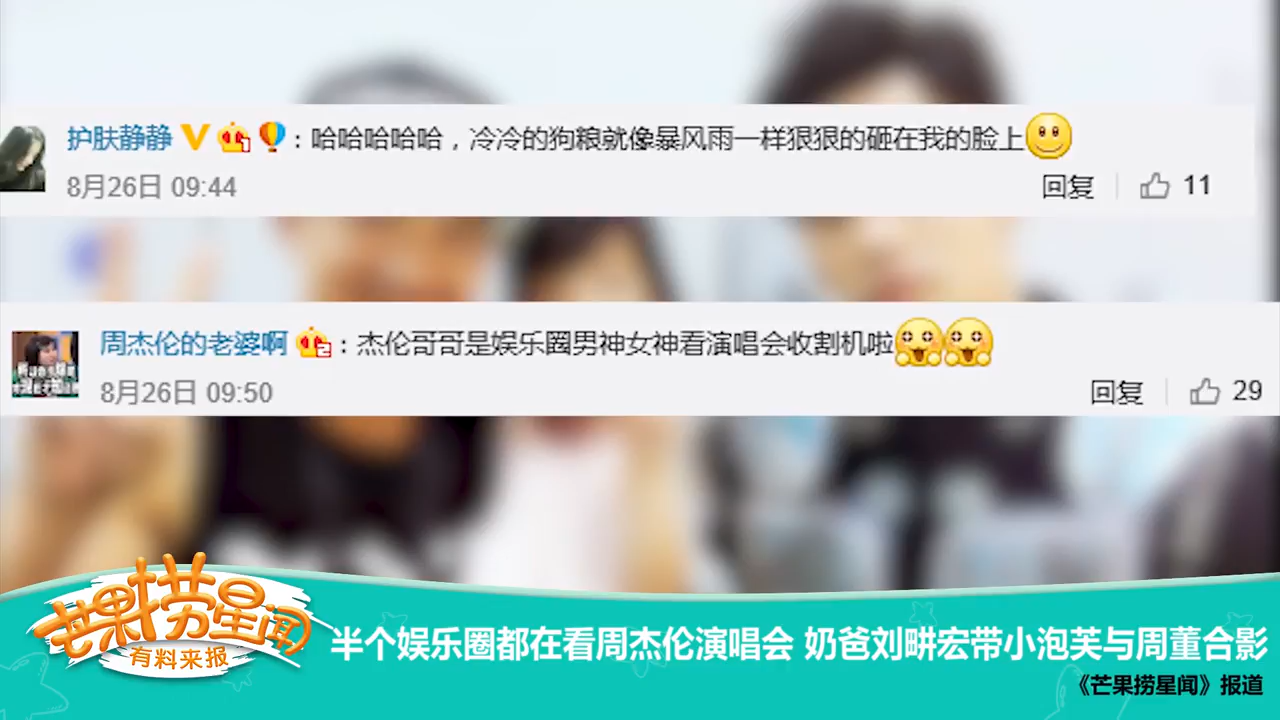 护肤静静：哈哈哈哈哈，冷冷的狗粮就像暴风雨一样狠狠的砸在我的脸上
8月26日 09:44
回复 11
周杰伦的老婆啊：杰伦哥哥是娱乐圈男神女神看演唱会收割机啦
8月26日 09:50
回复 29
芒果捞星闻
有料来报
半个娱乐圈都在看周杰伦演唱会 奶爸刘畊宏带小泡芙与周董合影
《芒果捞星闻》报道